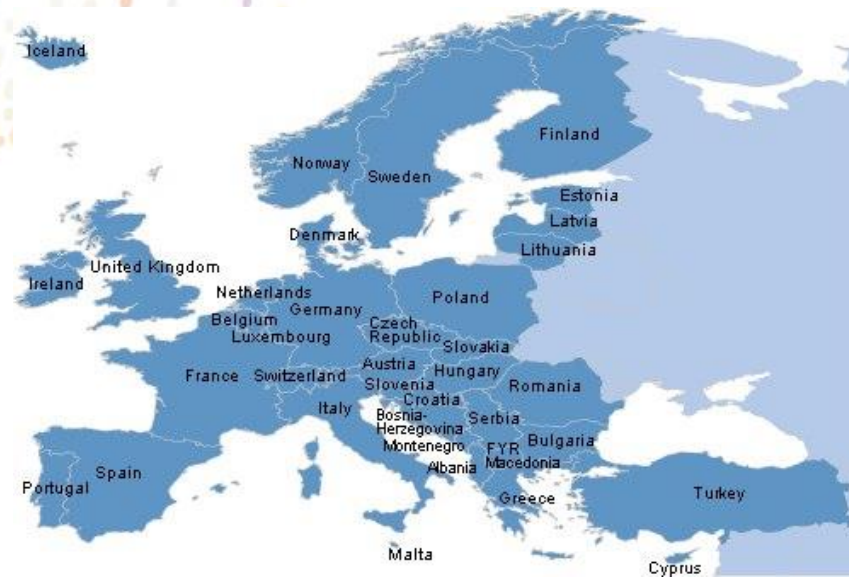 Iceland
Finland
Norway
Sweden
Estonia
Latvia
Denmark
Lithuania
United Kingdom
Ireland
Netherlands
Poland
Germany
Belgium
Czech
Republic
Luxembourg
Slovakia
Austria
Hungary
France
Switzerland
Slovenia
Romania
Croatia
Italy
Bosnia-
Herzegovina
Serbia
Bulgaria
Montenegro
FYR
Macedonia
Albania
Spain
Portugal
Greece
Turkey
Malta
Cyprus